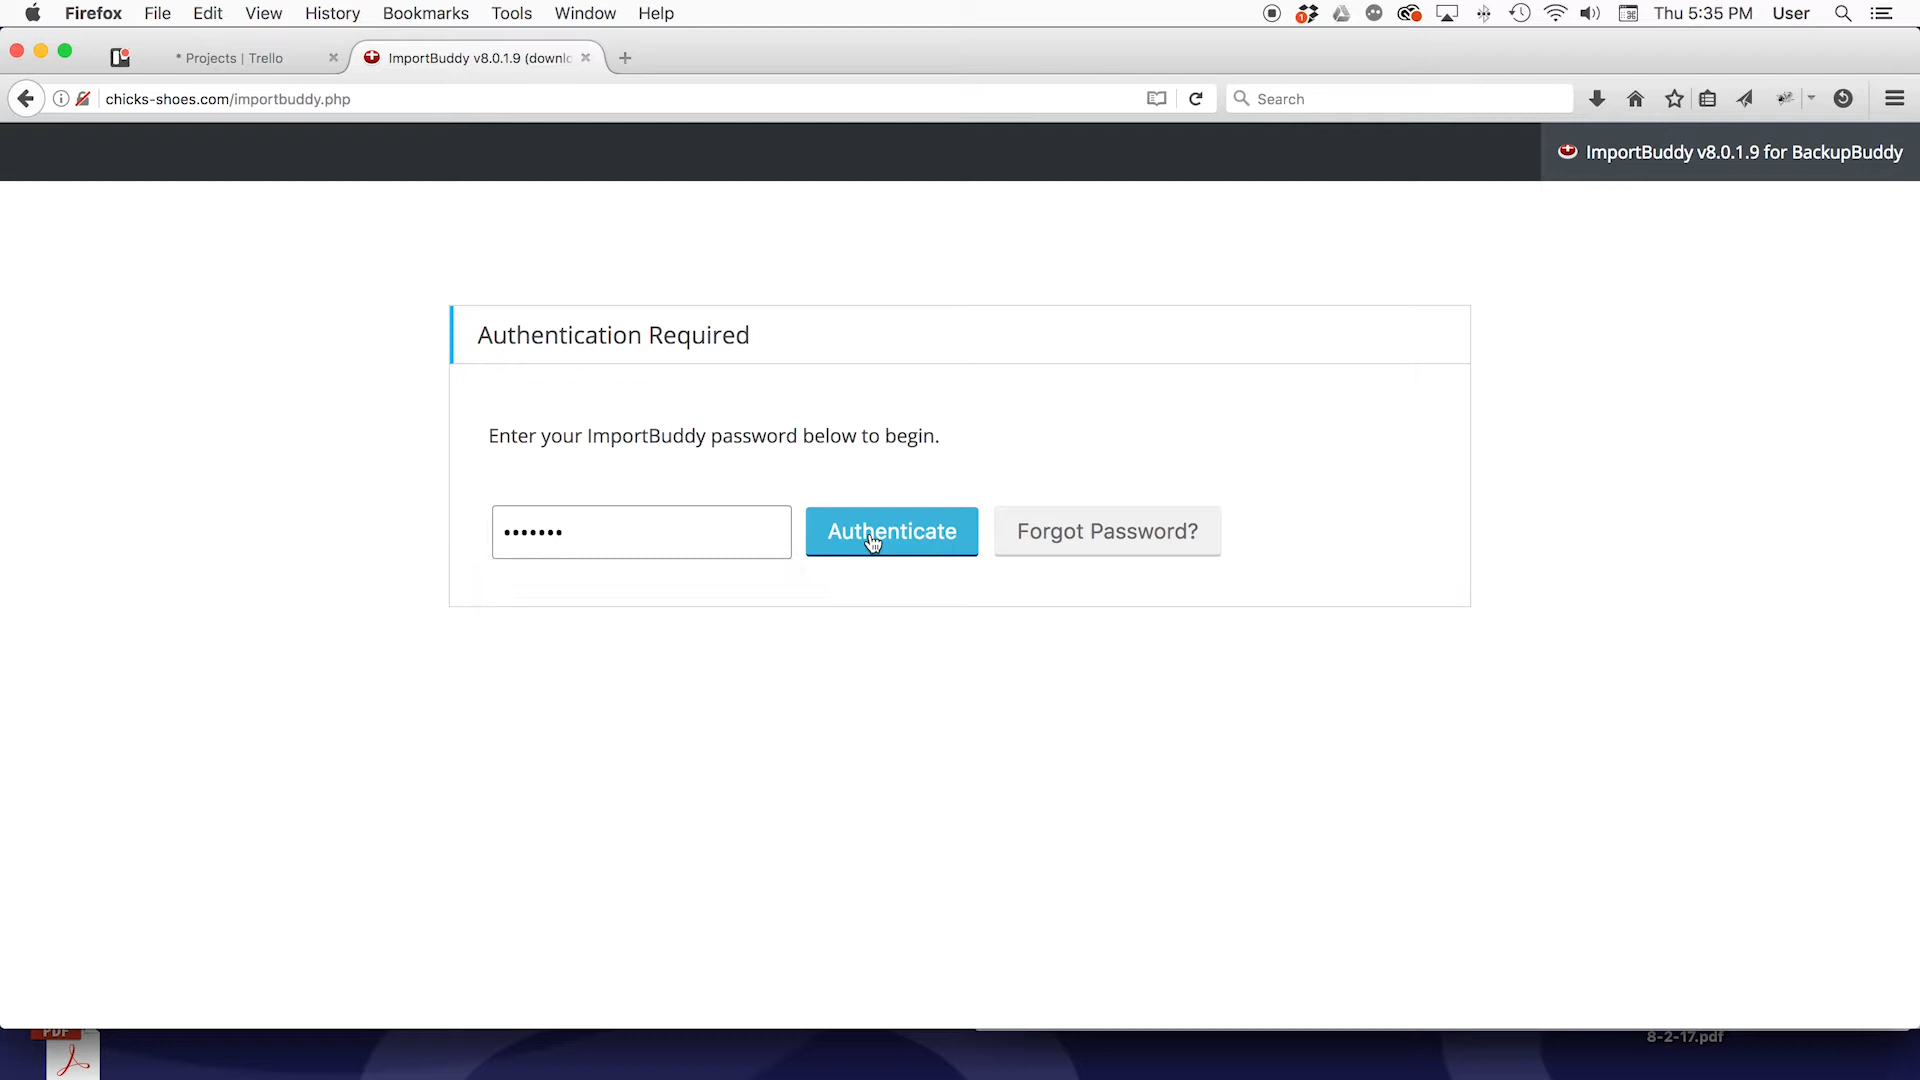 Firefox File Edit View History Bookmarks Tools Window Help
1
Thu 5:35 PM User
* Projects | Trello
ImportBuddy v8.0.1.9 (downlo
chicks-shoes.com/importbuddy.php
Search
ImportBuddy v8.0.1.9 for BackupBuddy
Authentication Required
Enter your ImportBuddy password below to begin.
•••••••
Authenticate
Forgot Password?
PDF
8-2-17.pdf